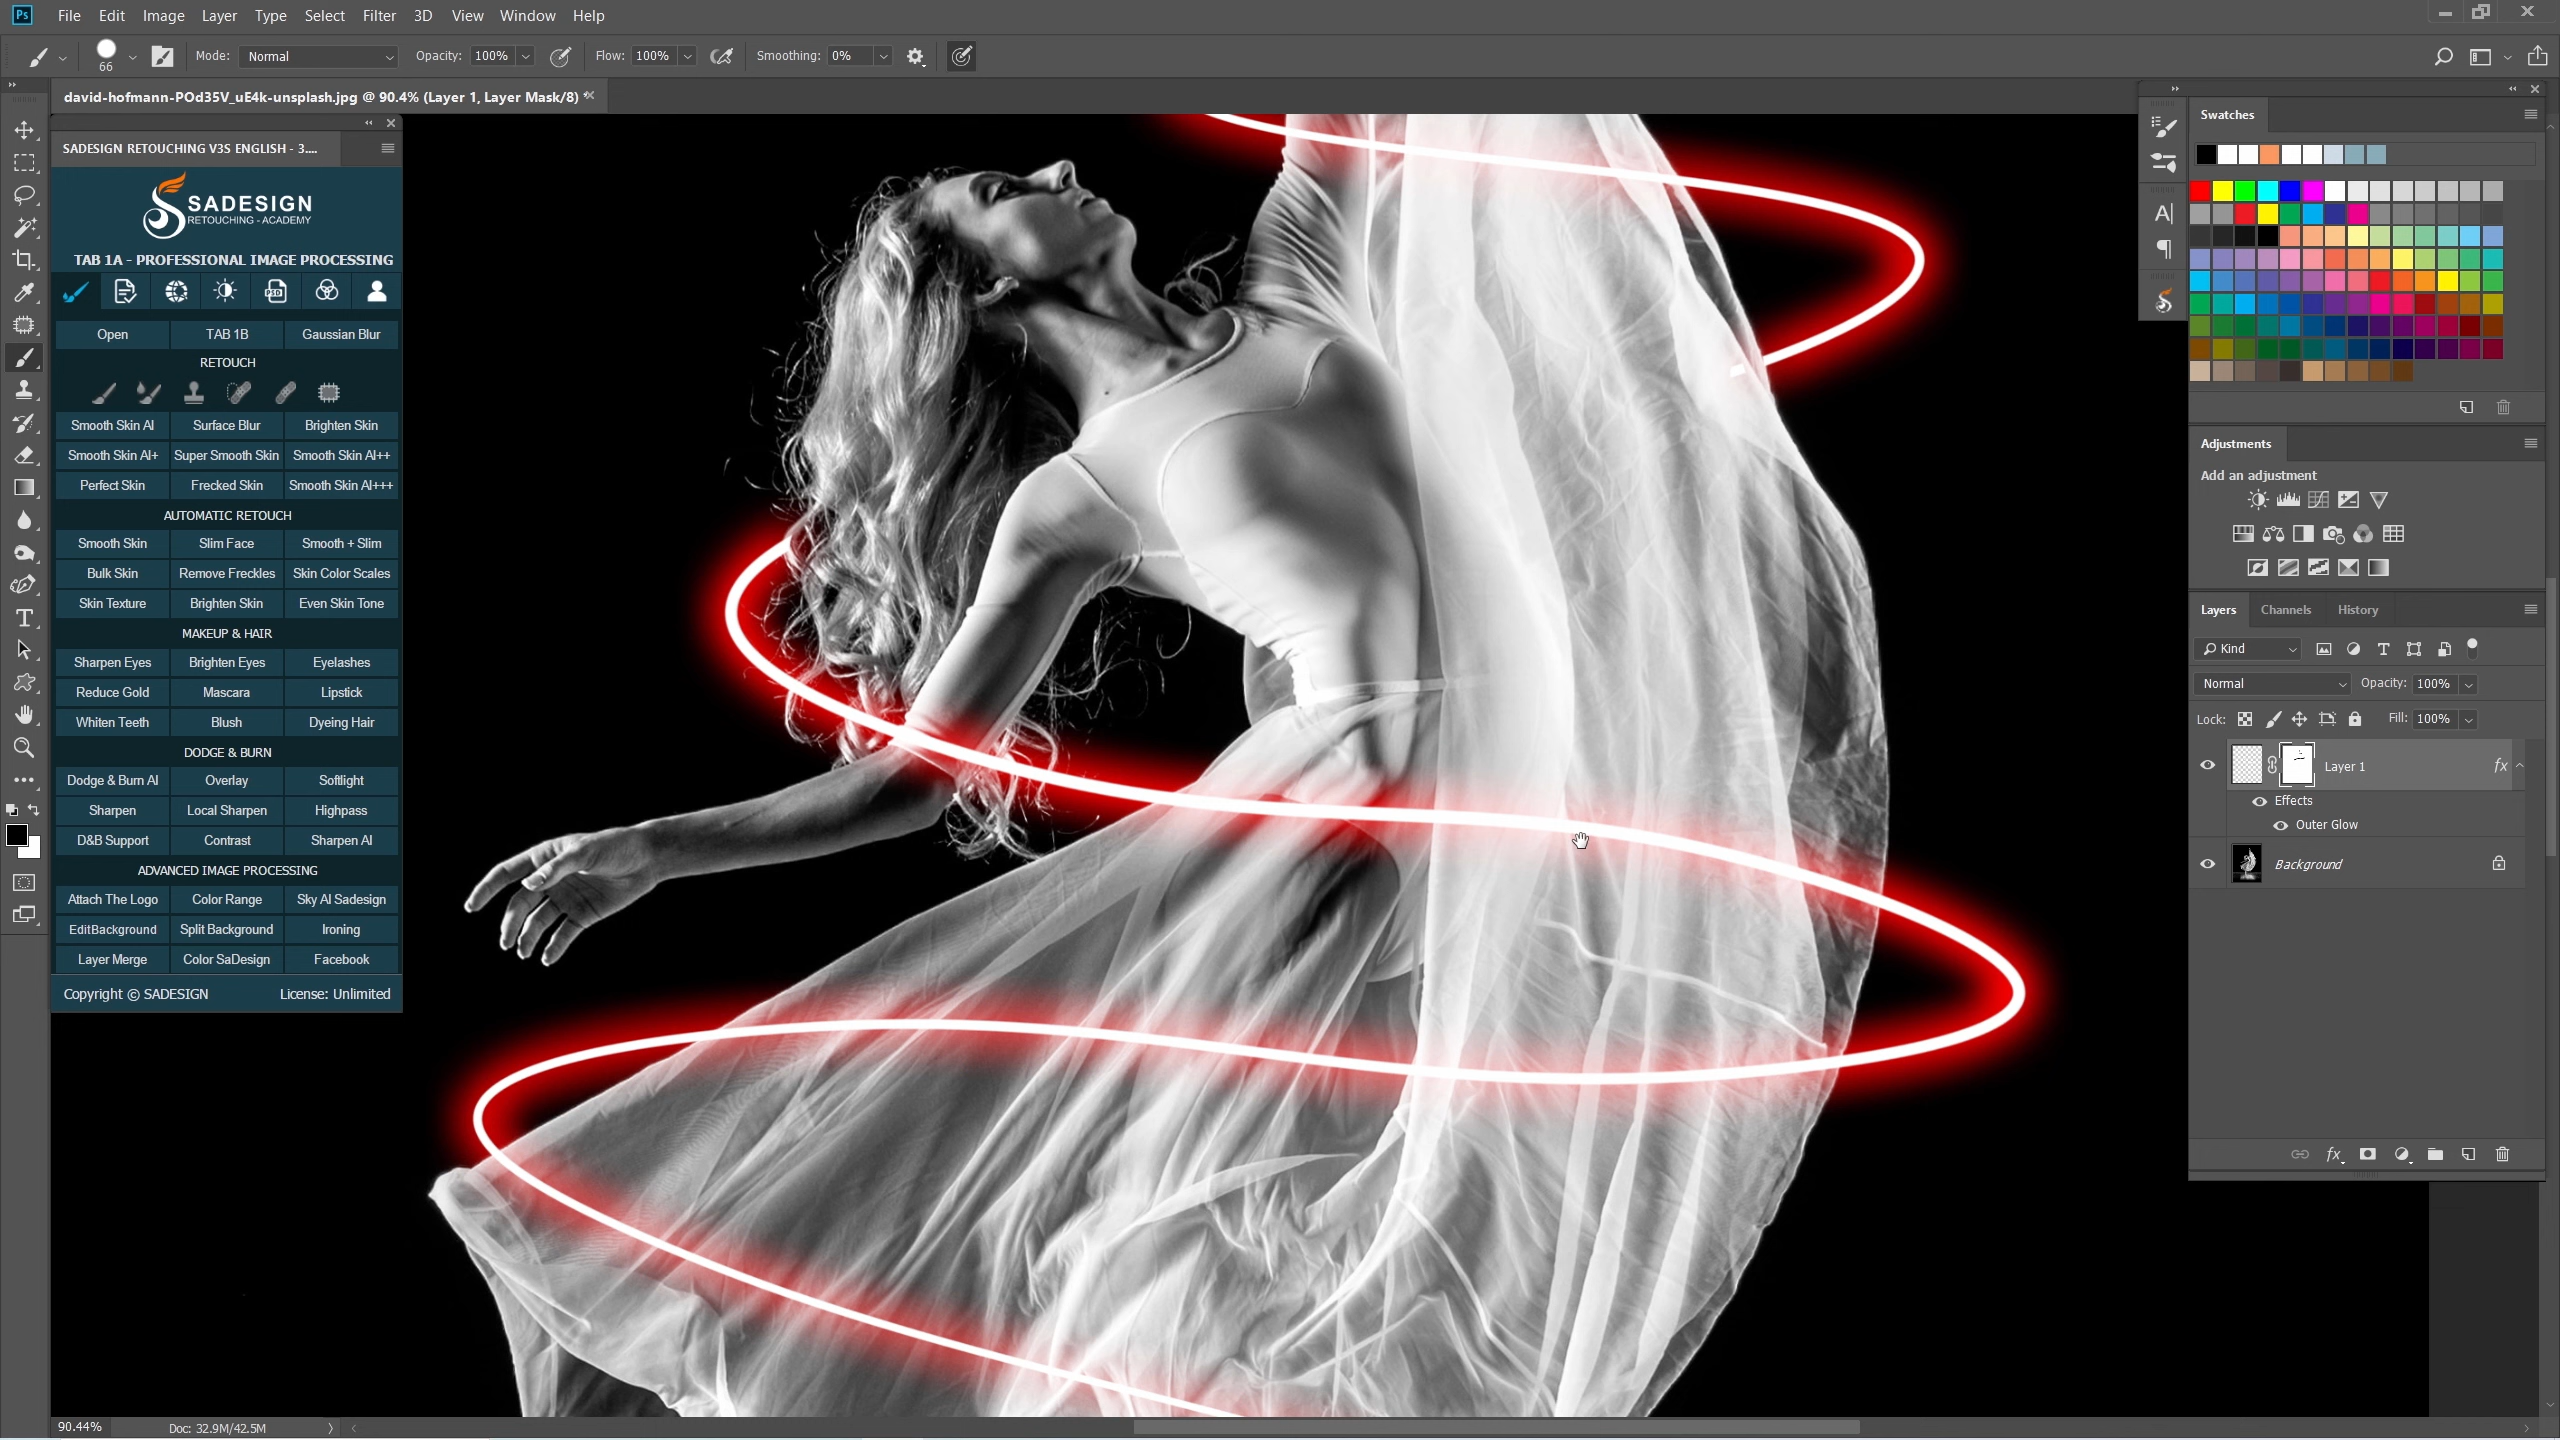 Ps File Edit Image Layer Type Select Filter 3D View Window Help
66 Mode: Normal Opacity: 100% Flow: 100% Smoothing: 0%
david-hofmann-POd35V_uE4k-unsplash.jpg @ 90.4% (Layer 1, Layer Mask/8) *
SADESIGN RETOUCHING V3S ENGLISH - 3....
SADESIGN
RETOUCHING - ACADEMY
TAB 1A - PROFESSIONAL IMAGE PROCESSING
PSD
Open TAB 1B Gaussian Blur
RETOUCH
Smooth Skin AI Surface Blur Brighten Skin
Smooth Skin AI+ Super Smooth Skin Smooth Skin AI++
Perfect Skin Frecked Skin Smooth Skin AI+++
AUTOMATIC RETOUCH
Smooth Skin Slim Face Smooth + Slim
Bulk Skin Remove Freckles Skin Color Scales
Skin Texture Brighten Skin Even Skin Tone
MAKEUP & HAIR
Sharpen Eyes Brighten Eyes Eyelashes
Reduce Gold Mascara Lipstick
Whiten Teeth Blush Dyeing Hair
DODGE & BURN
Dodge & Burn AI Overlay Softlight
Sharpen Local Sharpen Highpass
D&B Support Contrast Sharpen AI
ADVANCED IMAGE PROCESSING
Attach The Logo Color Range Sky AI Sadesign
EditBackground Split Background Ironing
Layer Merge Color SaDesign Facebook
Copyright © SADESIGN License: Unlimited
Swatches
Adjustments
Add an adjustment
Layers Channels History
Kind
Normal Opacity: 100%
Lock: Fill: 100%
Layer 1 fx
Effects
Outer Glow
Background
fx
90.44% Doc: 32.9M/42.5M